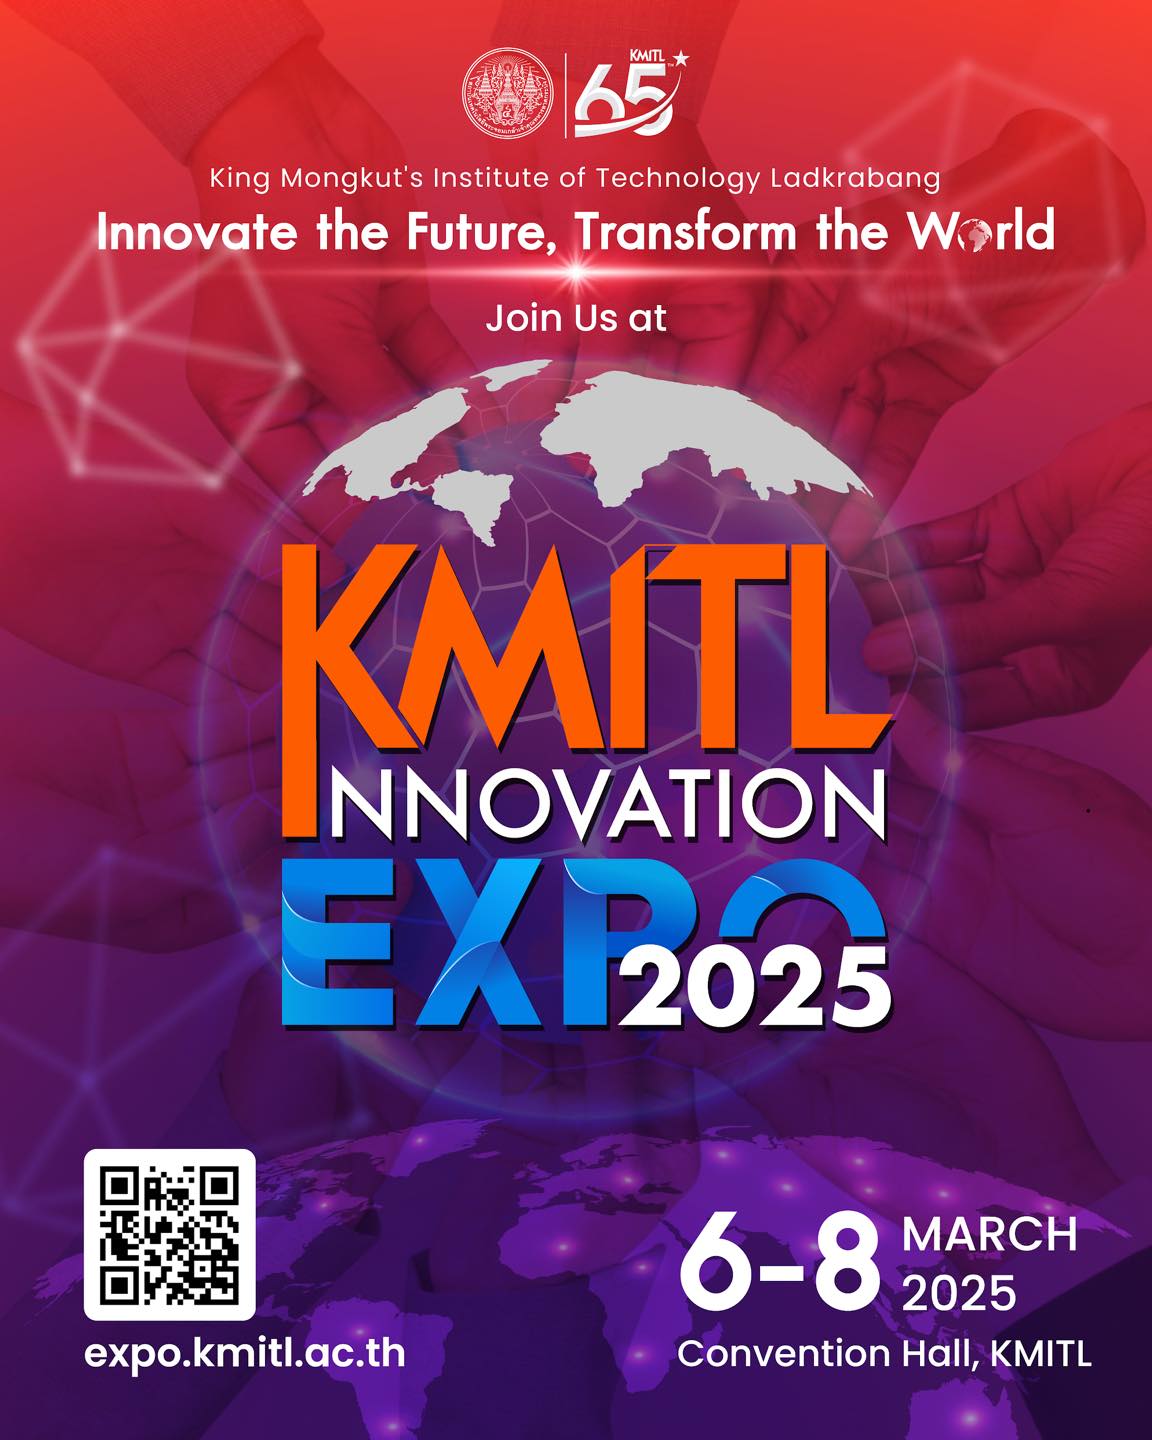 KMITL
65
King Mongkut's Institute of Technology Ladkrabang
Innovate the Future, Transform the World
Join Us at
KMITL
INNOVATION
EXPO
2025
6-8 MARCH
2025
expo.kmitl.ac.th
Convention Hall, KMITL